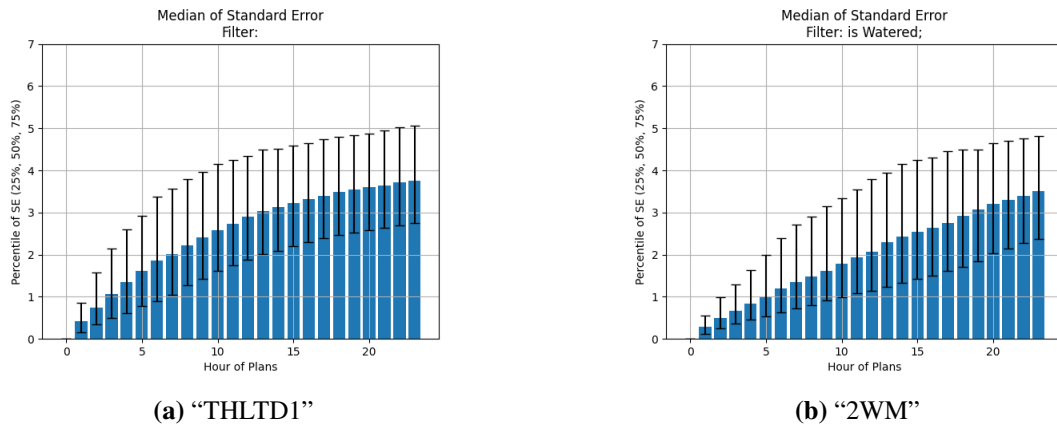 Median of Standard Error
Filter:
Percentile of SE (25%, 50%, 75%)
7
6
5
4
3
2
1
0
0 5 10 15 20
Hour of Plans
(a) “THLTD1”
Median of Standard Error
Filter: is Watered;
Percentile of SE (25%, 50%, 75%)
7
6
5
4
3
2
1
0
0 5 10 15 20
Hour of Plans
(b) “2WM”